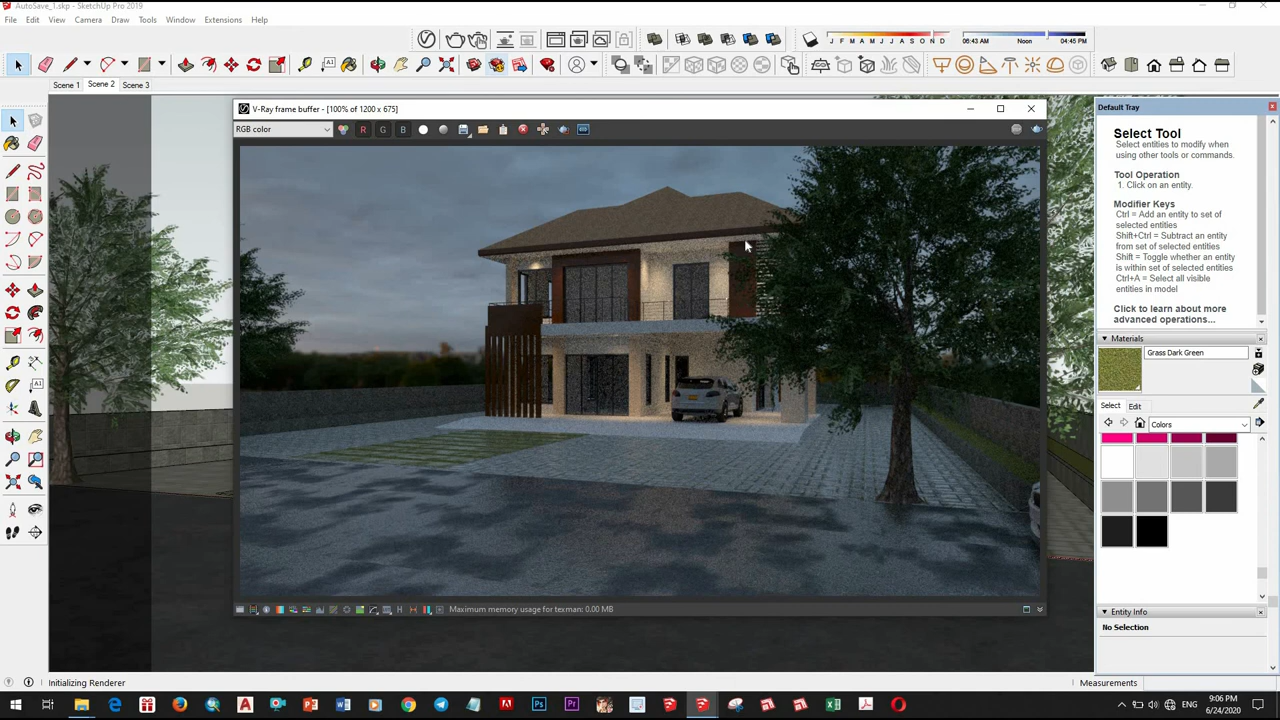 AutoSave_1.skp - SketchUp Pro 2019
File Edit View Camera Draw Tools Window Extensions Help
J F M A M J J A S O N D
06:43 AM Noon 04:45 PM
Scene 1 Scene 2 Scene 3
V-Ray frame buffer - [100% of 1200 x 675]
RGB color
R G B
Maximum memory usage for texman: 0.00 MB
Default Tray
Select Tool
Select entities to modify when
using other tools or commands.
Tool Operation
1. Click on an entity.
Modifier Keys
Ctrl = Add an entity to set of
selected entities
Shift+Ctrl = Subtract an entity
from set of selected entities
Shift = Toggle whether an entity
is within set of selected entities
Ctrl+A = Select all visible
entities in model
Click to learn about more
advanced operations...
Materials
Grass Dark Green
Select Edit
Colors
Entity Info
No Selection
Initializing Renderer
Measurements
ENG
9:06 PM
6/24/2020